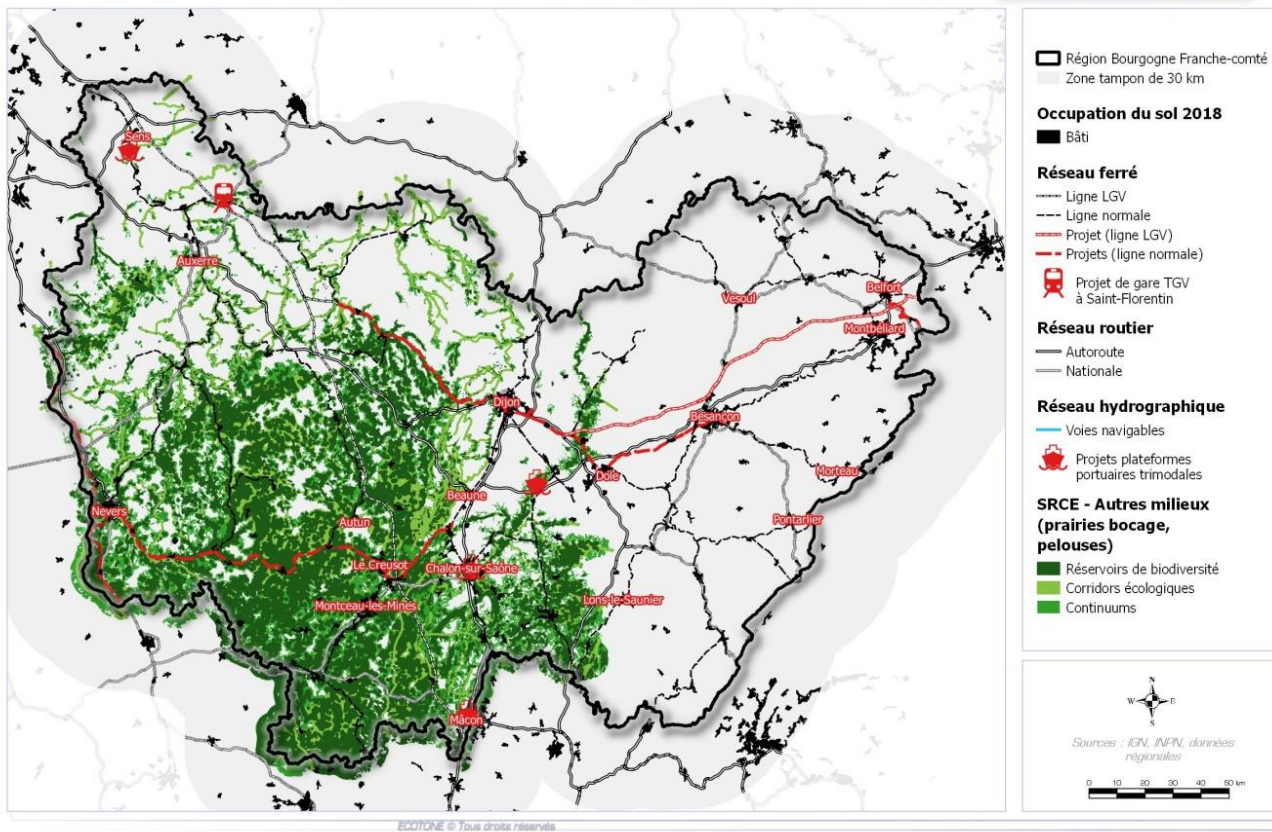 Sens
Auxerre
Vesoul
Belfort
Montbéliard
Dijon
Besançon
Dole
Beaune
Morteau
Nevers
Autun
Pontarlier
Le Creusot
Chalon-sur-Saône
Montceau-les-Mines
Lons-le-Saunier
Mâcon
Région Bourgogne Franche-comté
Zone tampon de 30 km
Occupation du sol 2018
Bâti
Réseau ferré
Ligne LGV
Ligne normale
Projet (ligne LGV)
Projets (ligne normale)
Projet de gare TGV
à Saint-Florentin
Réseau routier
Autoroute
Nationale
Réseau hydrographique
Voies navigables
Projets plateformes
portuaires trimodales
SRCE - Autres milieux
(prairies bocage,
pelouses)
Réservoirs de biodiversité
Corridors écologiques
Continuums
N
W E
S
Sources : IGN, INPN, données
régionales
0 10 20 30 40 50 km
ECOTONE © Tous droits réservés